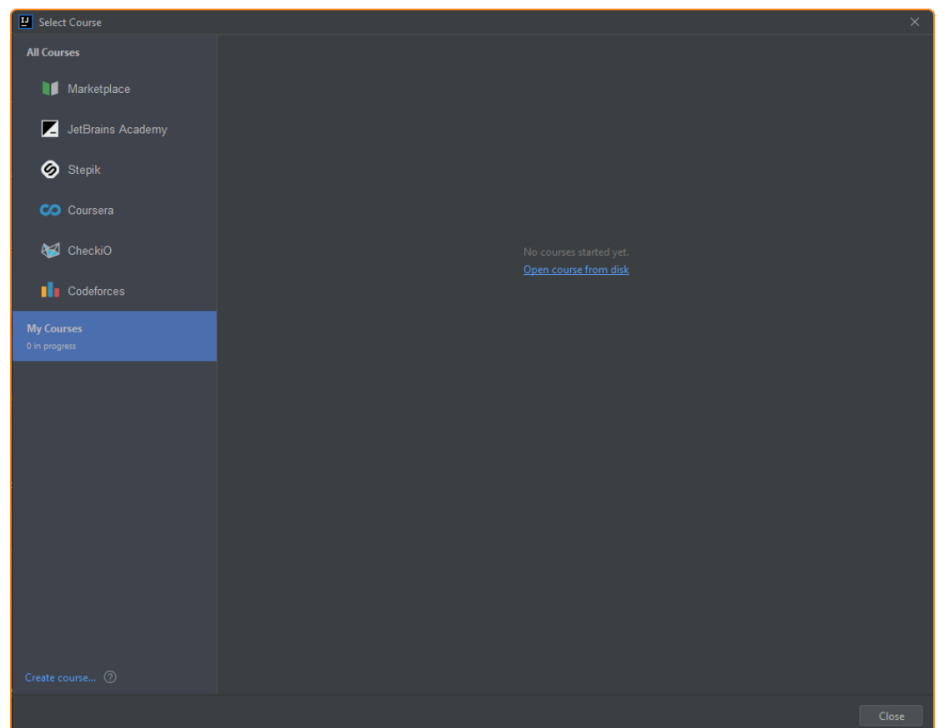 Select Course
All Courses
Marketplace
JetBrains Academy
Stepik
Coursera
CheckiO
Codeforces
My Courses
0 in progress
No courses started yet.
Open course from disk
Create course... ?
Close